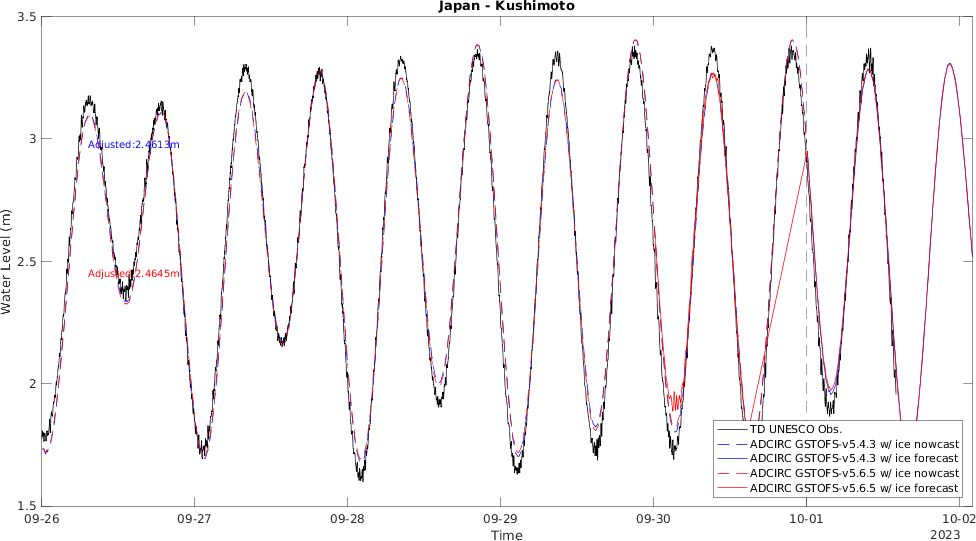 Japan - Kushimoto
3.5
3
2.5
2
1.5
Water Level (m)
Adjusted:2.4613m
Adjusted:2.4645m
TD UNESCO Obs.
ADCIRC GSTOFS-v5.4.3 w/ ice nowcast
ADCIRC GSTOFS-v5.4.3 w/ ice forecast
ADCIRC GSTOFS-v5.6.5 w/ ice nowcast
ADCIRC GSTOFS-v5.6.5 w/ ice forecast
09-26 09-27 09-28 09-29 09-30 10-01 10-02
Time
2023